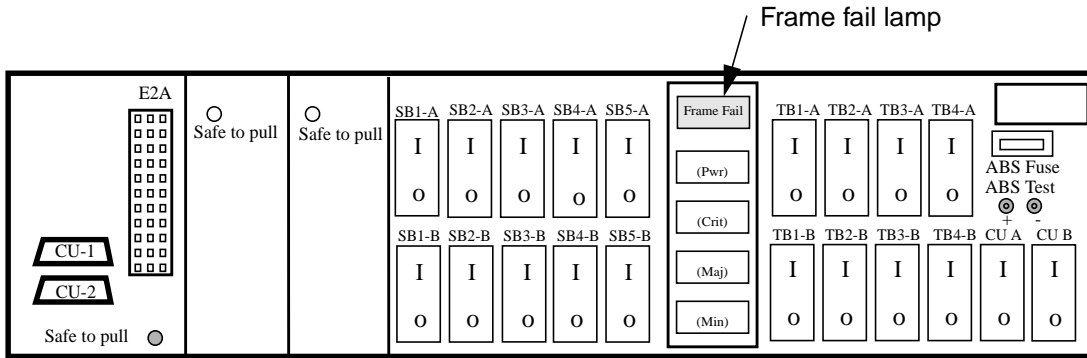 Frame fail lamp
E2A
CU-1
CU-2
Safe to pull
Safe to pull
Safe to pull
SB1-A SB2-A SB3-A SB4-A SB5-A
I I I I I
O O O O O
SB1-B SB2-B SB3-B SB4-B SB5-B
I I I I I
O O O O O
Frame Fail
(Pwr)
(Crit)
(Maj)
(Min)
TB1-A TB2-A TB3-A TB4-A
I I I I
O O O O
ABS Fuse
ABS Test
+ -
TB1-B TB2-B TB3-B TB4-B CU A CU B
I I I I I I
O O O O O O